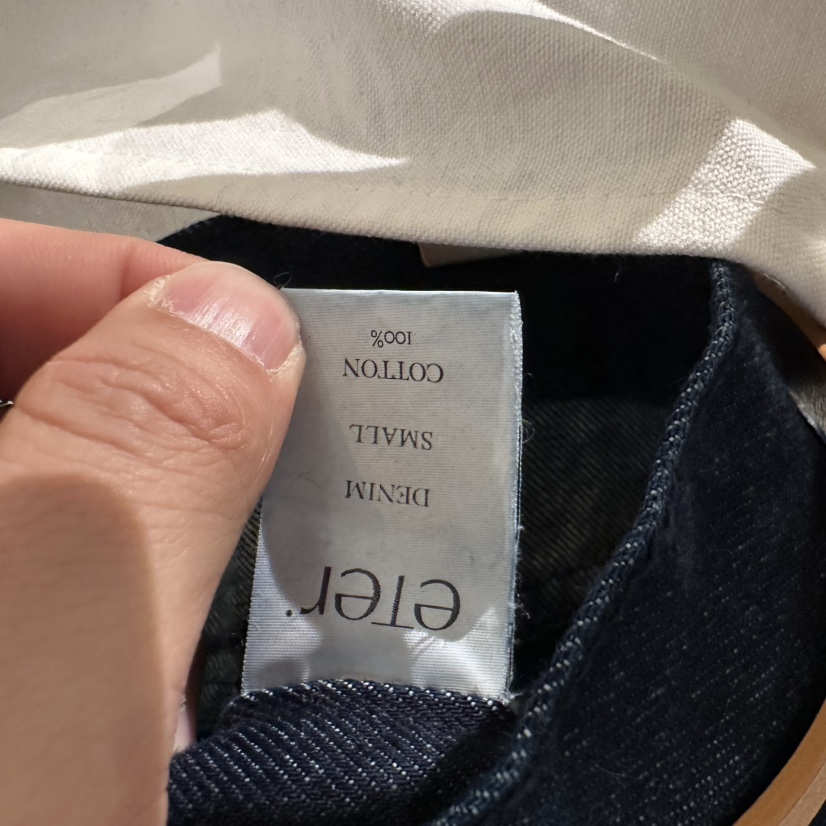 eTer
DENIM
SMALL
COTTON
100%